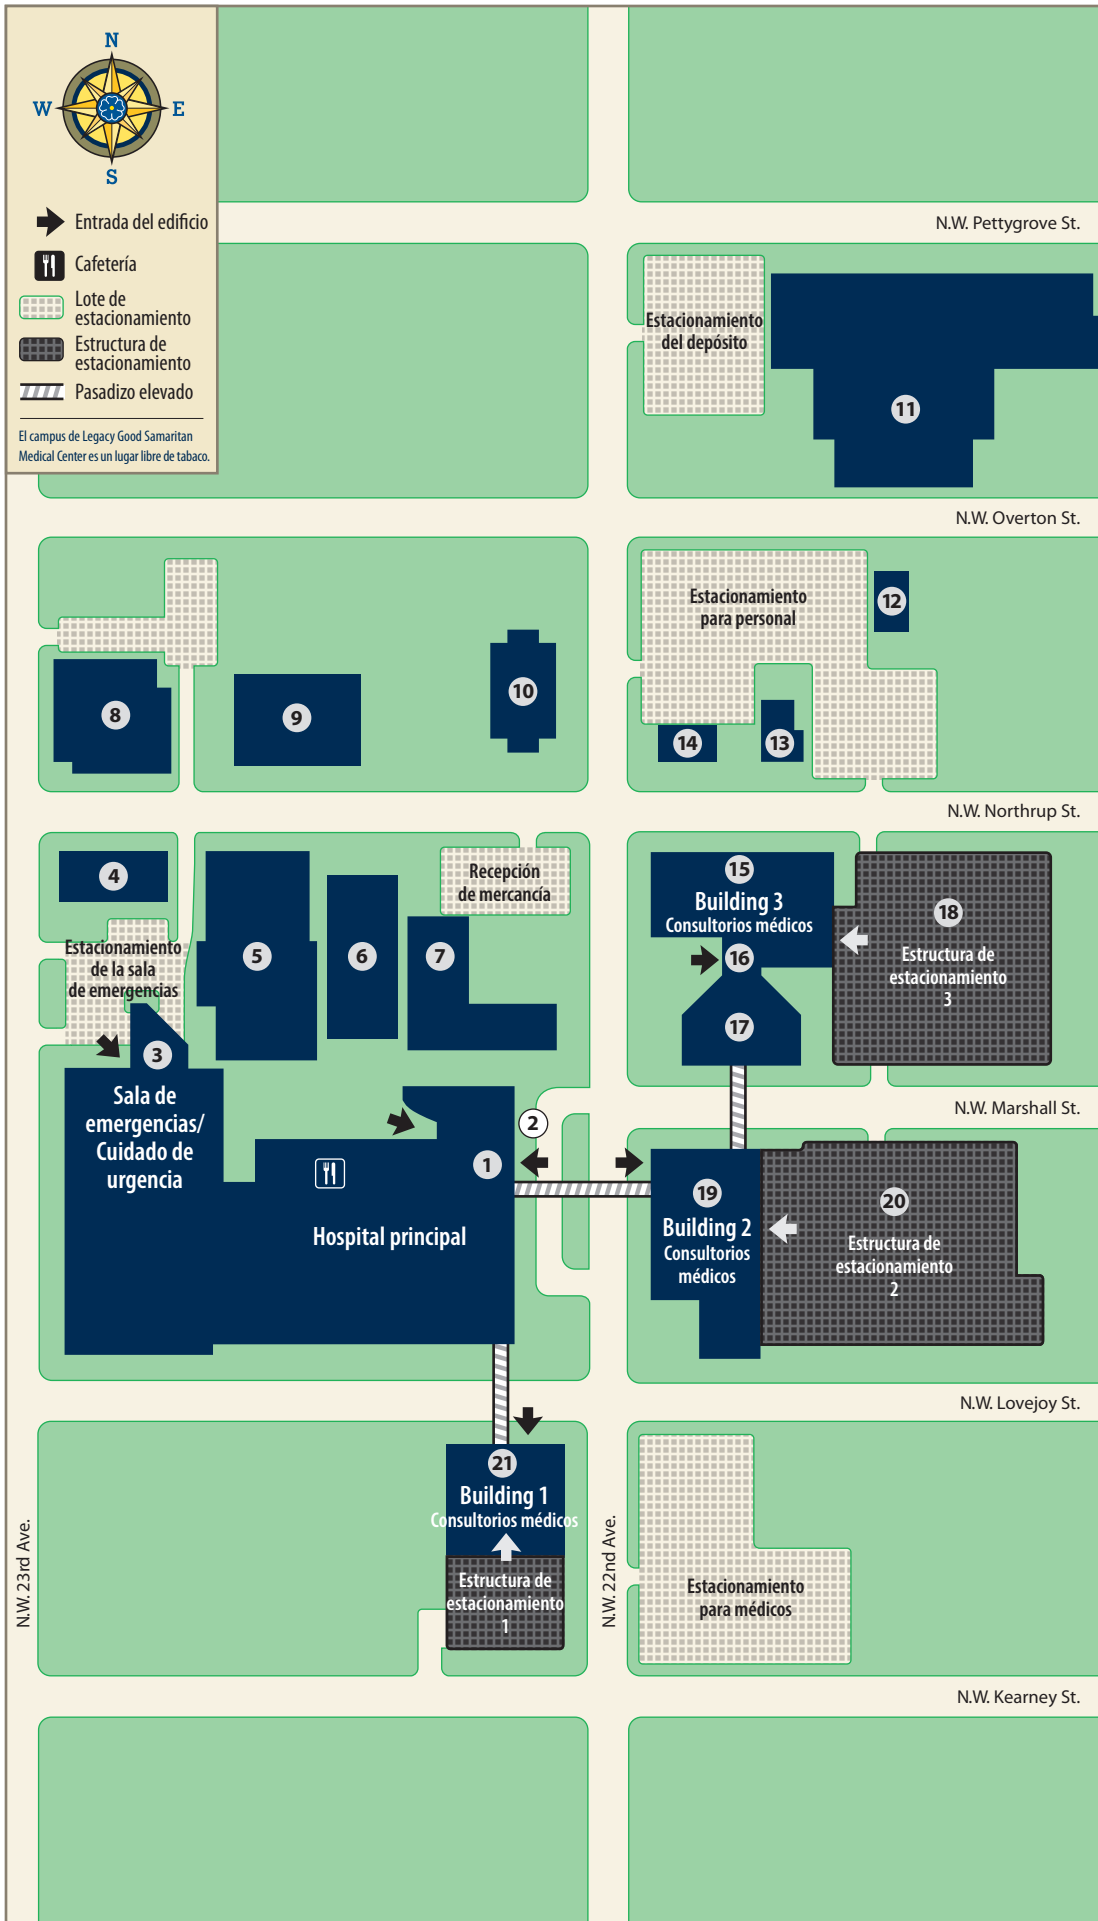 N
W
E
S
Entrada del edificio
Cafetería
Lote de
estacionamiento
Estructura de
estacionamiento
Pasadizo elevado
El campus de Legacy Good Samaritan
Medical Center es un lugar libre de tabaco.
N.W. Pettygrove St.
Estacionamiento
del depósito
11
N.W. Overton St.
Estacionamiento
para personal
12
8
9
10
14
13
N.W. Northrup St.
4
Estacionamiento
de la sala
de emergencias
5
6
7
Recepción
de mercancía
15
Building 3
Consultorios médicos
16
17
18
Estructura de
estacionamiento
3
3
Sala de
emergencias/
Cuidado de
urgencia
N.W. Marshall St.
2
1
Hospital principal
19
Building 2
Consultorios
médicos
20
Estructura de
estacionamiento
2
N.W. Lovejoy St.
21
Building 1
Consultorios médicos
Estructura de
estacionamiento
1
N.W. 23rd Ave.
N.W. 22nd Ave.
Estacionamiento
para médicos
N.W. Kearney St.